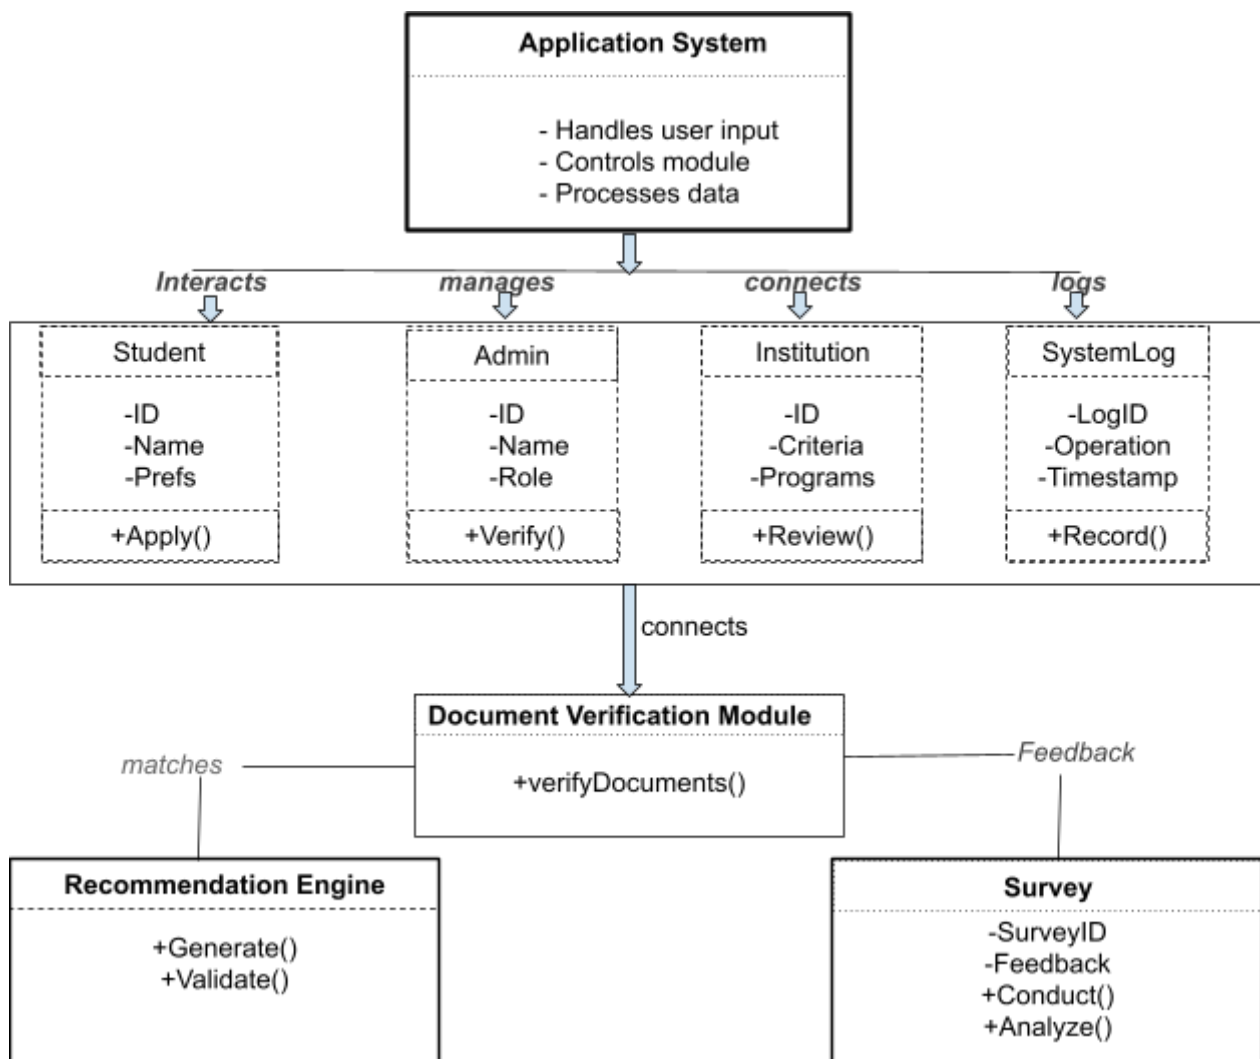 Application System
- Handles user input
- Controls module
- Processes data
Interacts manages connects logs
Student Admin Institution SystemLog
-ID -ID -ID -LogID
-Name -Name -Criteria -Operation
-Prefs -Role -Programs -Timestamp
+Apply() +Verify() +Review() +Record()
connects
Document Verification Module
matches +verifyDocuments() Feedback
Recommendation Engine
+Generate()
+Validate()
Survey
-SurveyID
-Feedback
+Conduct()
+Analyze()